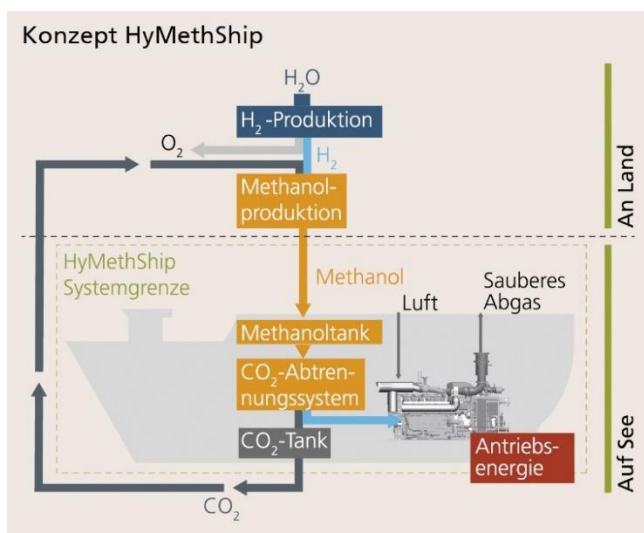 Konzept HyMethShip
H₂O
H₂-Produktion
O₂
H₂
Methanol-
produktion
An Land
HyMethShip
Systemgrenze
Methanol
Luft
Sauberes
Abgas
Methanoltank
CO₂-Abtren-
nungssystem
CO₂-Tank
Antriebs-
energie
Auf See
CO₂